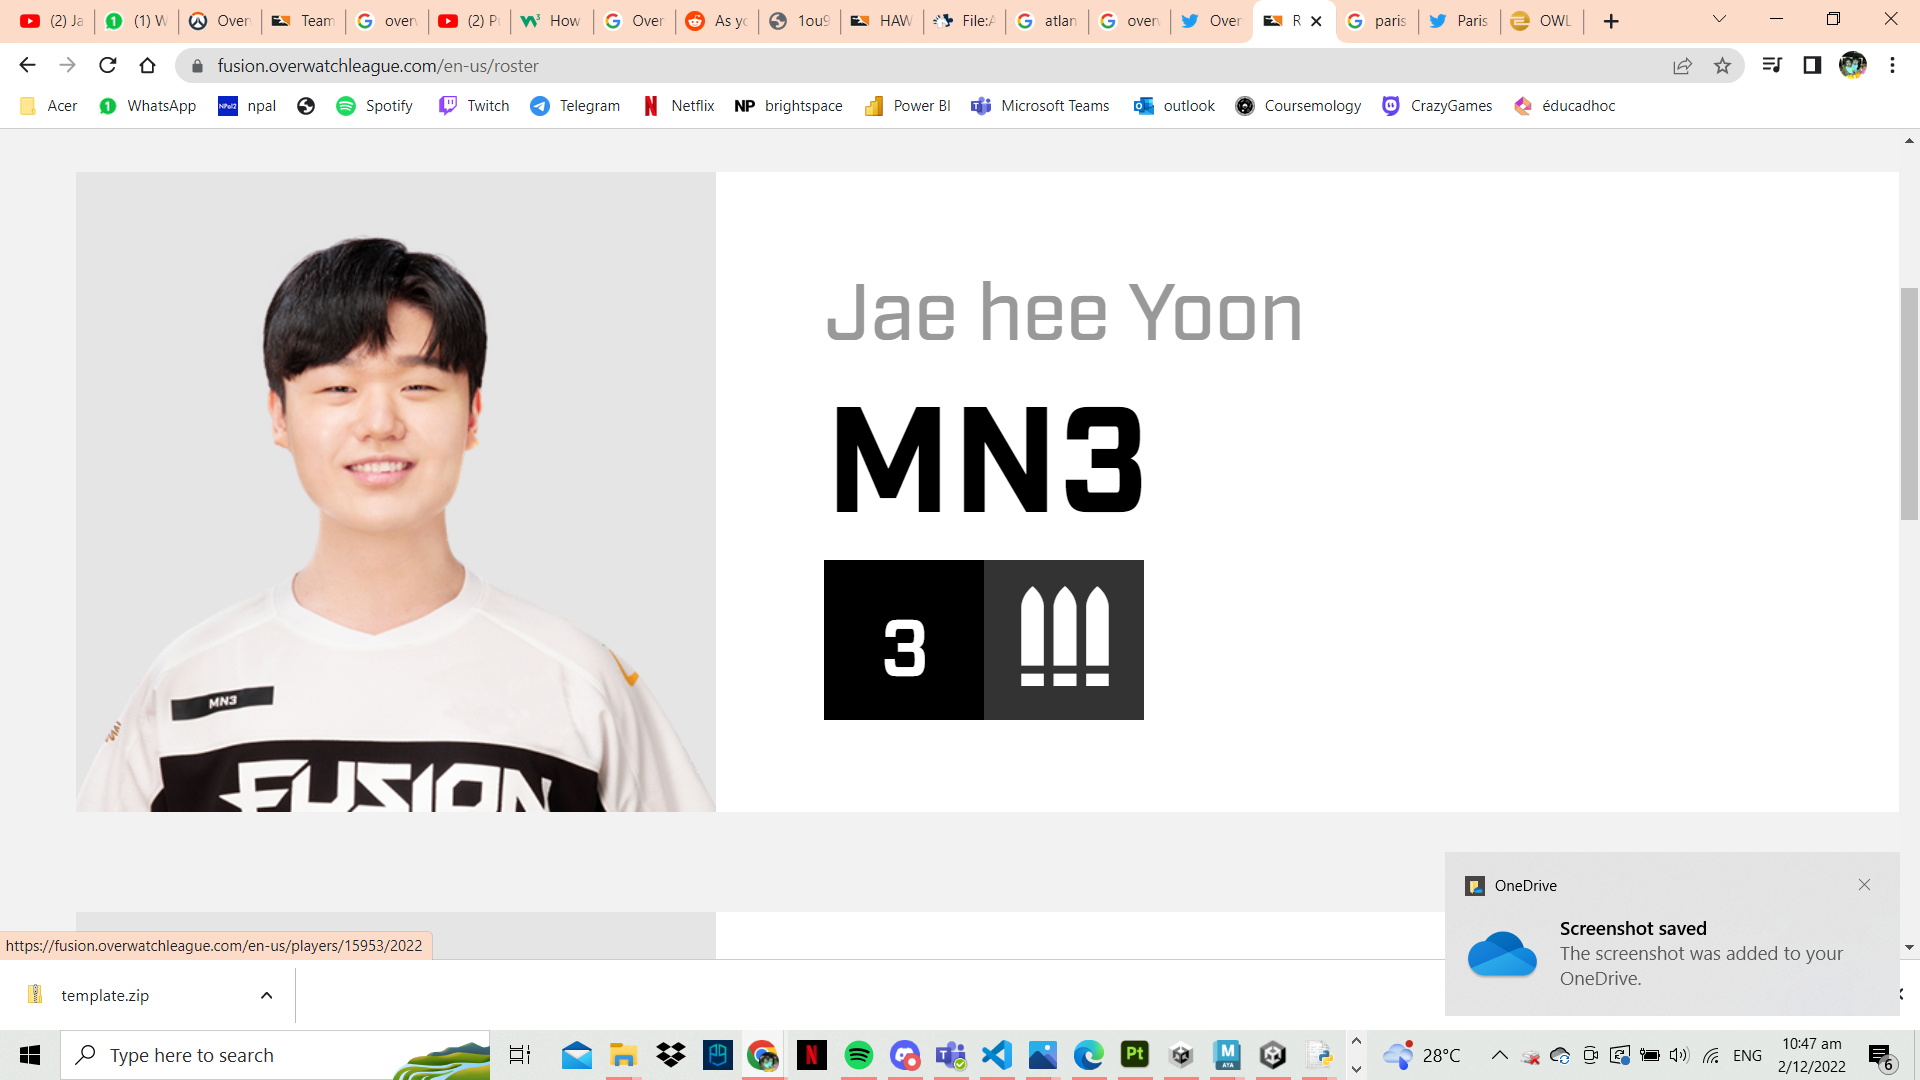 (2) Ja
(1) W
Over
Team
over
(2) Pu
How
Over
As yo
1ou9
HAW
File:A
atlan
over
Over
R
paris
Paris
OWL
fusion.overwatchleague.com/en-us/roster
Acer
WhatsApp
npal
Spotify
Twitch
Telegram
Netflix
NP brightspace
Power BI
Microsoft Teams
outlook
Coursemology
CrazyGames
éducadhoc
Jae hee Yoon
MN3
3
MN3
FUSION
OneDrive
Screenshot saved
The screenshot was added to your
OneDrive.
https://fusion.overwatchleague.com/en-us/players/15953/2022
template.zip
Type here to search
28°C
ENG
10:47 am
2/12/2022
6